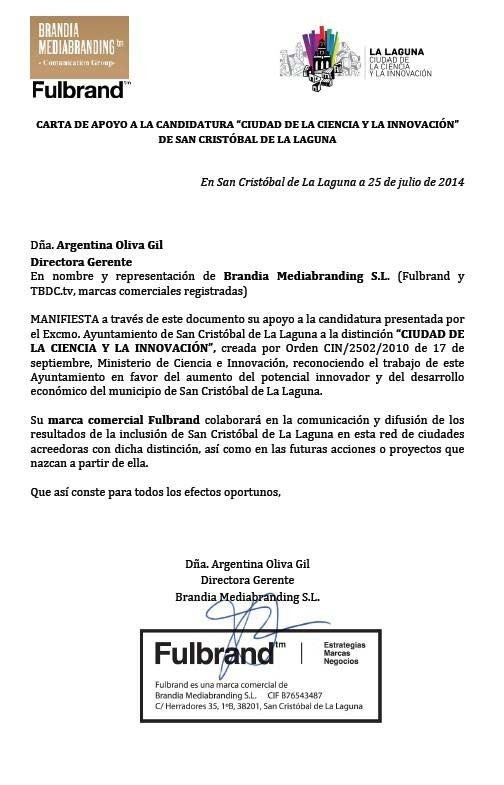 BRANDIA
MEDIABRANDING tm
- Comunication Group-
Fulbrand™
LA LAGUNA
CIUDAD DE
LA CIENCIA
Y LA INNOVACIÓN
CARTA DE APOYO A LA CANDIDATURA “CIUDAD DE LA CIENCIA Y LA INNOVACIÓN”
DE SAN CRISTÓBAL DE LA LAGUNA
En San Cristóbal de La Laguna a 25 de julio de 2014
Dña. Argentina Oliva Gil
Directora Gerente
En nombre y representación de Brandia Mediabranding S.L. (Fulbrand y
TBDC.tv, marcas comerciales registradas)
MANIFIESTA a través de este documento su apoyo a la candidatura presentada por
el Excmo. Ayuntamiento de San Cristóbal de La Laguna a la distinción “CIUDAD DE
LA CIENCIA Y LA INNOVACIÓN”, creada por Orden CIN/2502/2010 de 17 de
septiembre, Ministerio de Ciencia e Innovación, reconociendo el trabajo de este
Ayuntamiento en favor del aumento del potencial innovador y del desarrollo
económico del municipio de San Cristóbal de La Laguna.
Su marca comercial Fulbrand colaborará en la comunicación y difusión de los
resultados de la inclusión de San Cristóbal de La Laguna en esta red de ciudades
acreedoras con dicha distinción, así como en las futuras acciones o proyectos que
nazcan a partir de ella.
Que así conste para todos los efectos oportunos,
Dña. Argentina Oliva Gil
Directora Gerente
Brandia Mediabranding S.L.
Fulbrand tm | Estrategias
Marcas
Negocios
Fulbrand es una marca comercial de
Brandia Mediabranding S.L. CIF B76543487
C/ Herradores 35, 1ºB, 38201, San Cristóbal de La Laguna